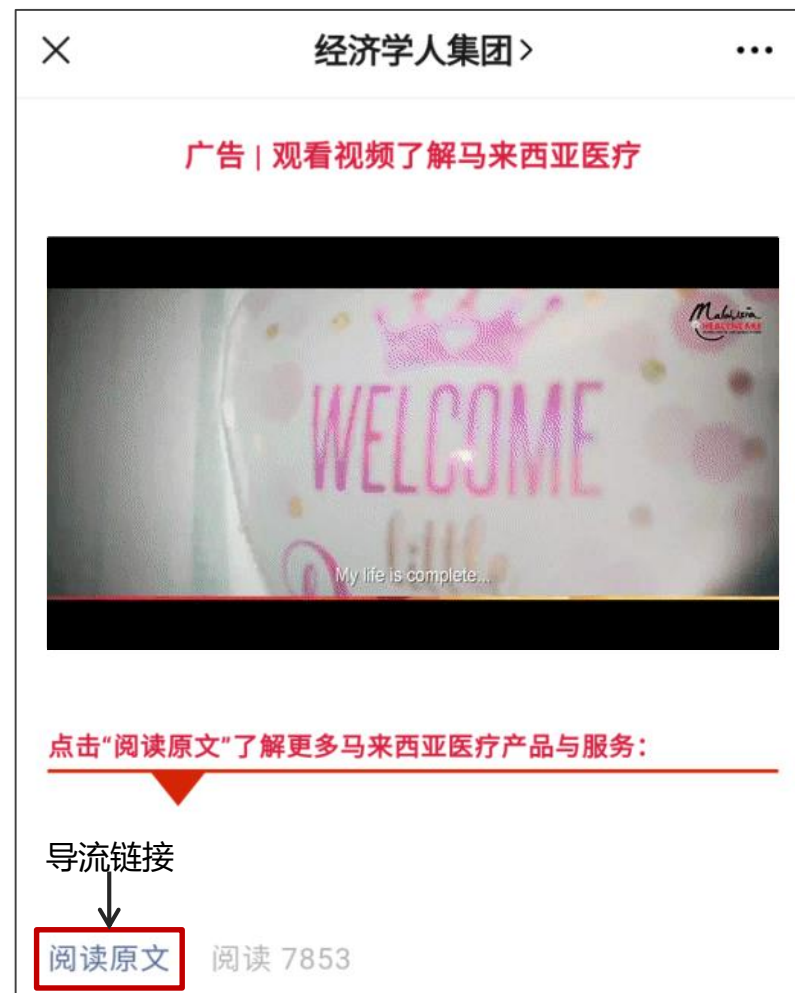 经济学人集团>
广告 | 观看视频了解马来西亚医疗
Malaysia
HEALTHCARE
WELCOME
little
My life is complete...
点击“阅读原文”了解更多马来西亚医疗产品与服务：
导流链接
阅读原文 阅读 7853